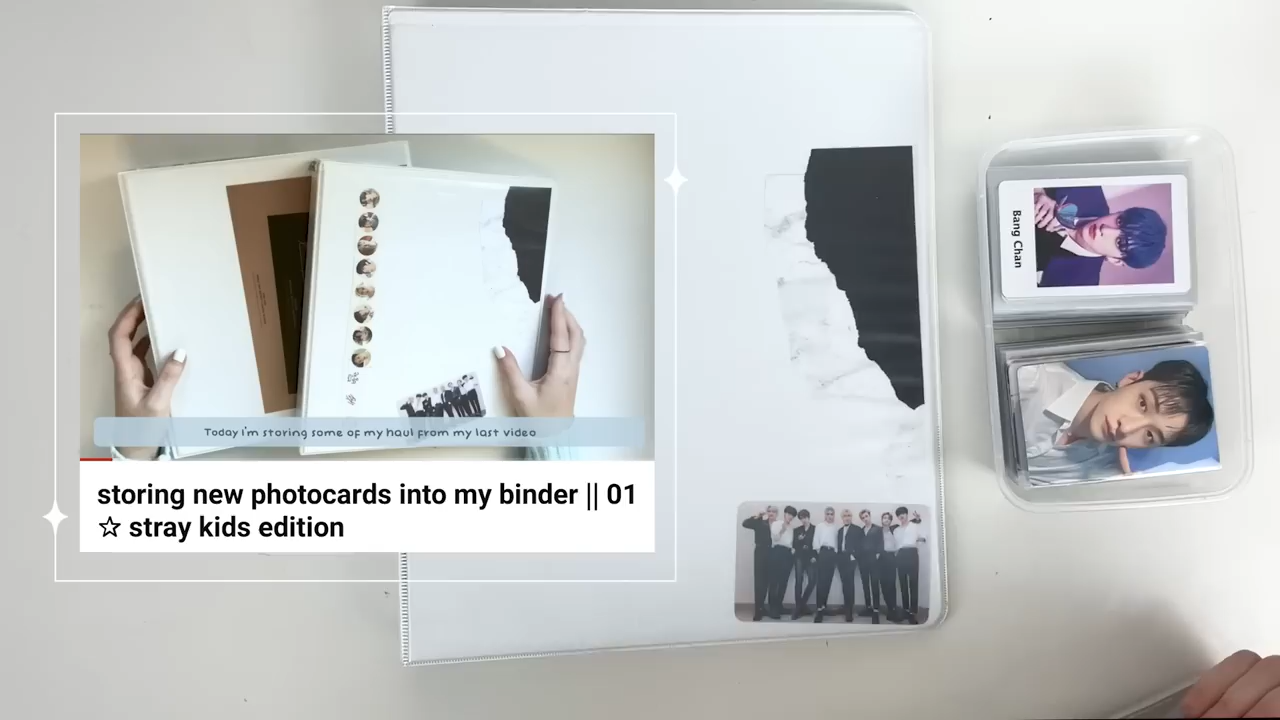 Today I'm storing some of my haul from my last video
storing new photocards into my binder || 01
☆ stray kids edition
Bang Chan